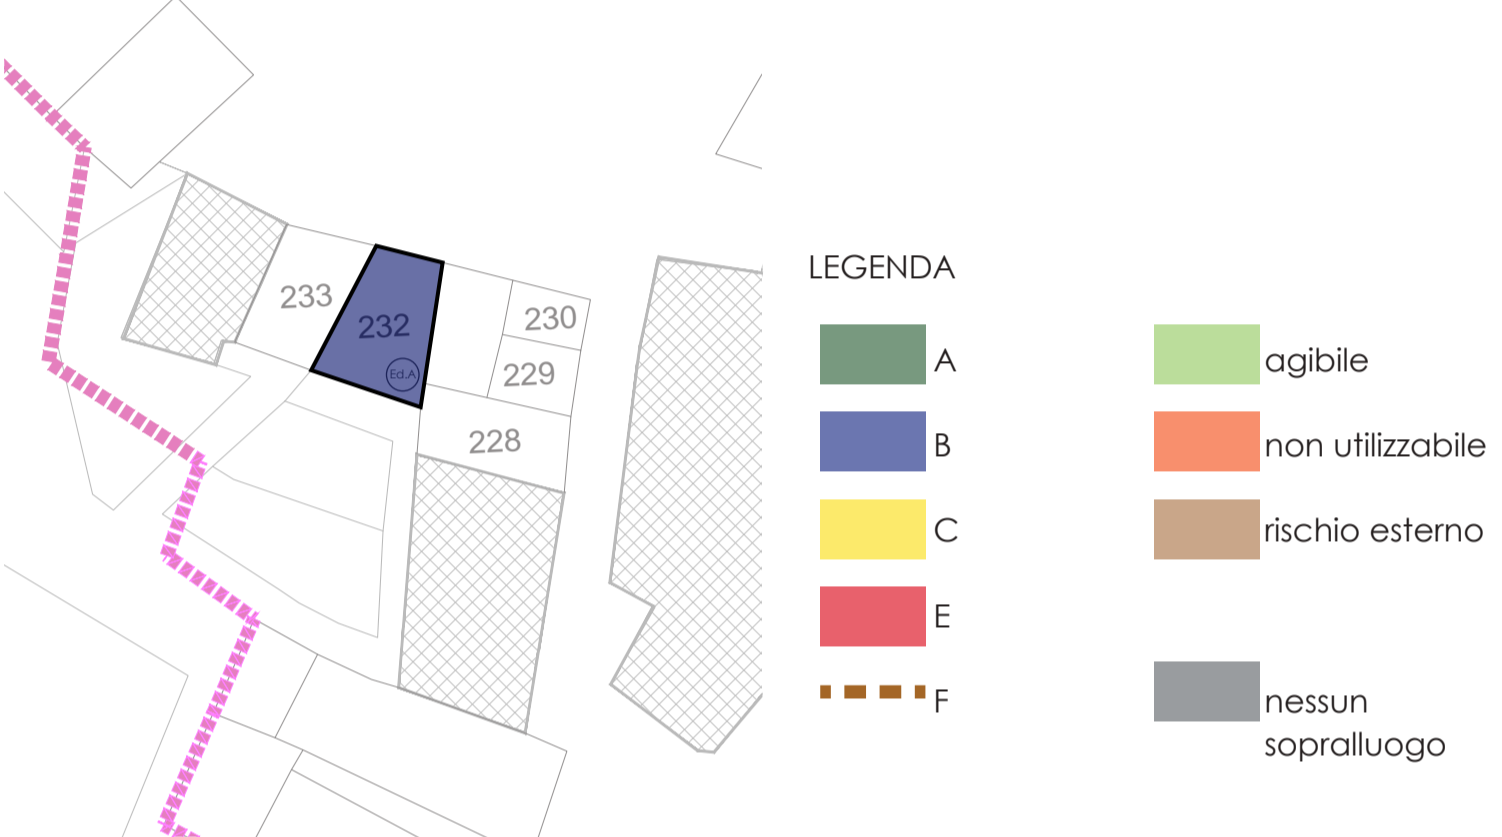 233
232
Ed.A
230
229
228
LEGENDA
A
B
C
E
F
agibile
non utilizzabile
rischio esterno
nessun
sopralluogo